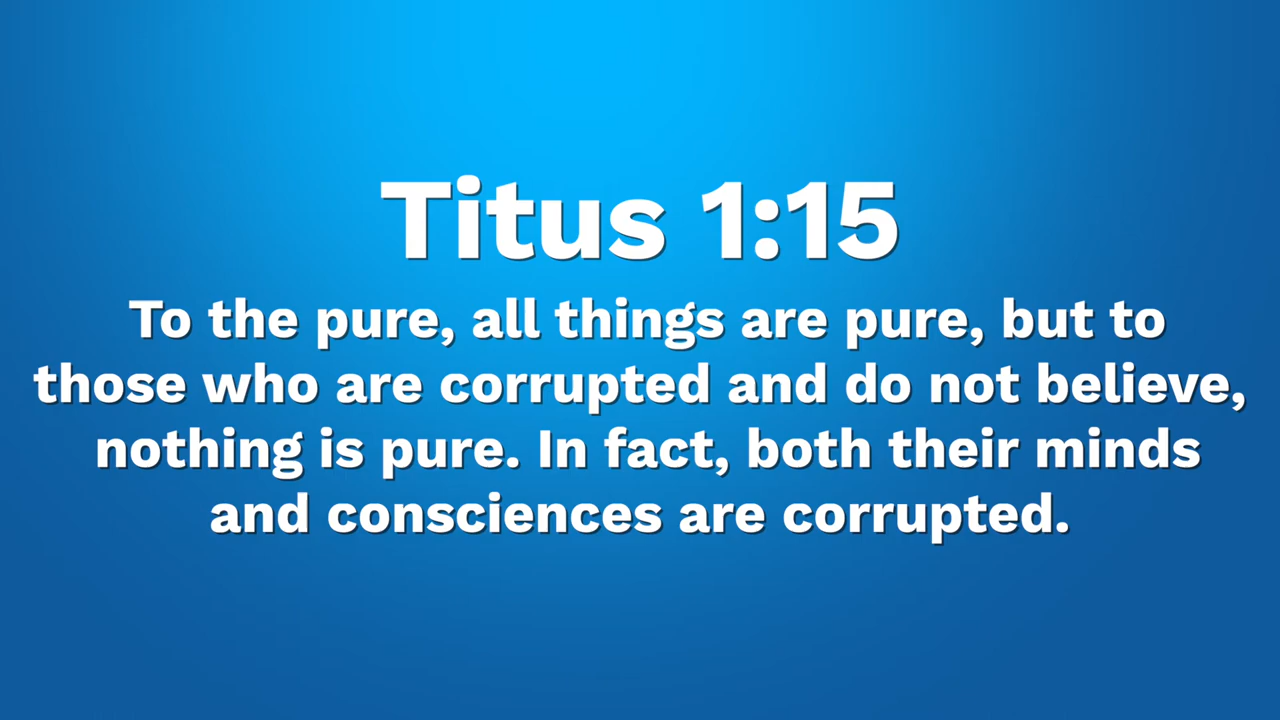 Titus 1:15
To the pure, all things are pure, but to
those who are corrupted and do not believe,
nothing is pure. In fact, both their minds
and consciences are corrupted.